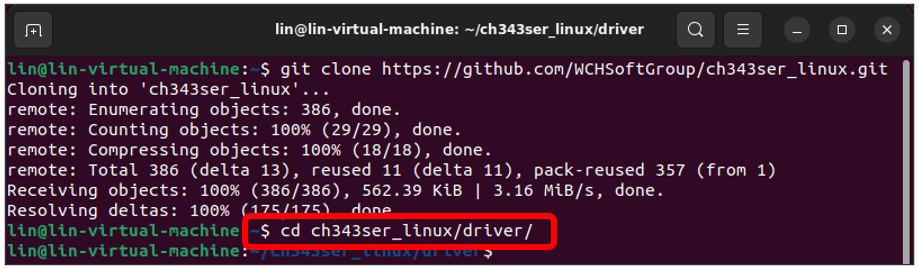 lin@lin-virtual-machine: ~/ch343ser_linux/driver
lin@lin-virtual-machine:~$ git clone https://github.com/WCHSoftGroup/ch343ser_linux.git
Cloning into 'ch343ser_linux'...
remote: Enumerating objects: 386, done.
remote: Counting objects: 100% (29/29), done.
remote: Compressing objects: 100% (18/18), done.
remote: Total 386 (delta 13), reused 11 (delta 11), pack-reused 357 (from 1)
Receiving objects: 100% (386/386), 562.39 KiB | 3.16 MiB/s, done.
Resolving deltas: 100% (175/175), done.
lin@lin-virtual-machine:~$ cd ch343ser_linux/driver/
lin@lin-virtual-machine:~/ch343ser_linux/driver$